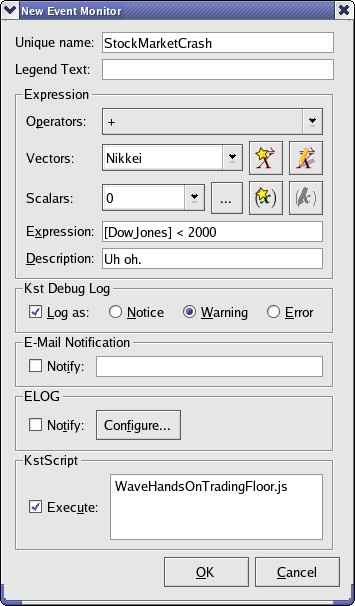 New Event Monitor
Unique name: StockMarketCrash
Legend Text:
Expression
Operators: +
Vectors: Nikkei
Scalars: 0 ... (x) (x)
Expression: [DowJones] < 2000
Description: Uh oh.
Kst Debug Log
Log as: Notice Warning Error
E-Mail Notification
Notify:
ELOG
Notify: Configure...
KstScript
WaveHandsOnTradingFloor.js
Execute:
OK Cancel